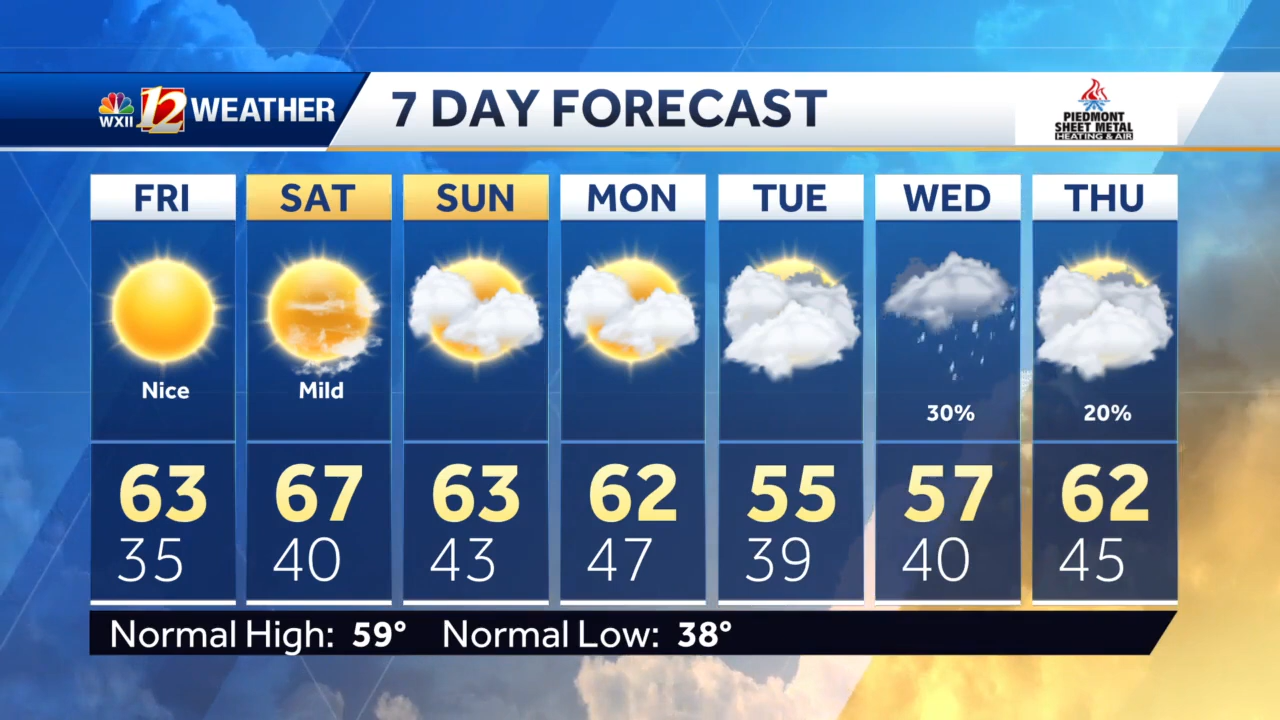 WXII 12 WEATHER
7 DAY FORECAST
PIEDMONT
SHEET METAL
HEATING & AIR
FRI SAT SUN MON TUE WED THU
Nice Mild
30% 20%
63 67 63 62 55 57 62
35 40 43 47 39 40 45
Normal High: 59° Normal Low: 38°